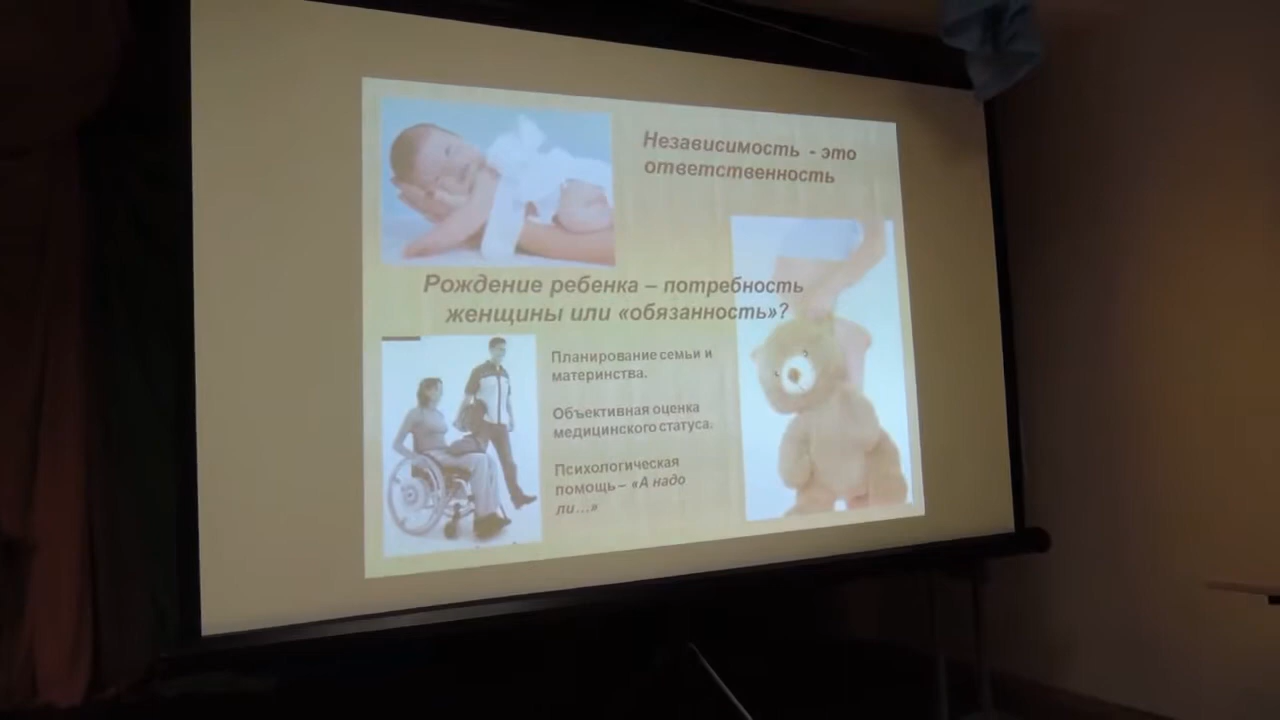 Независимость - это
ответственность
Рождение ребенка – потребность
женщины или «обязанность»?
Планирование семьи и
материнства.
Объективная оценка
медицинского статуса.
Психологическая
помощь – «А надо
ли…»